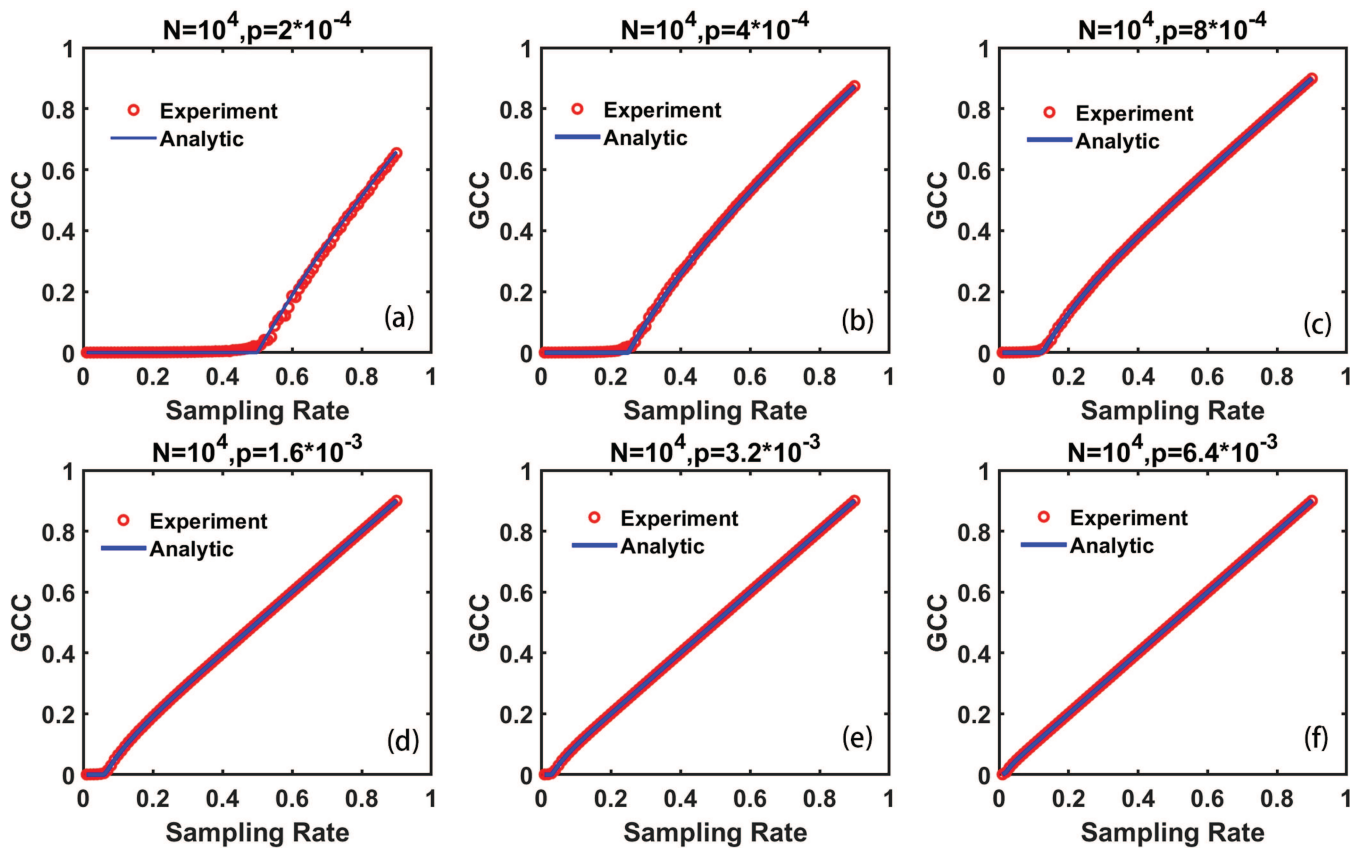 N=10^4,p=2*10^-4
1
0.8
0.6
0.4
0.2
0
GCC
Experiment
Analytic
(a)
0 0.2 0.4 0.6 0.8 1
Sampling Rate
N=10^4,p=4*10^-4
1
0.8
0.6
0.4
0.2
0
GCC
Experiment
Analytic
(b)
0 0.2 0.4 0.6 0.8 1
Sampling Rate
N=10^4,p=8*10^-4
1
0.8
0.6
0.4
0.2
0
GCC
Experiment
Analytic
(c)
0 0.2 0.4 0.6 0.8 1
Sampling Rate
N=10^4,p=1.6*10^-3
1
0.8
0.6
0.4
0.2
0
GCC
Experiment
Analytic
(d)
0 0.2 0.4 0.6 0.8 1
Sampling Rate
N=10^4,p=3.2*10^-3
1
0.8
0.6
0.4
0.2
0
GCC
Experiment
Analytic
(e)
0 0.2 0.4 0.6 0.8 1
Sampling Rate
N=10^4,p=6.4*10^-3
1
0.8
0.6
0.4
0.2
0
GCC
Experiment
Analytic
(f)
0 0.2 0.4 0.6 0.8 1
Sampling Rate